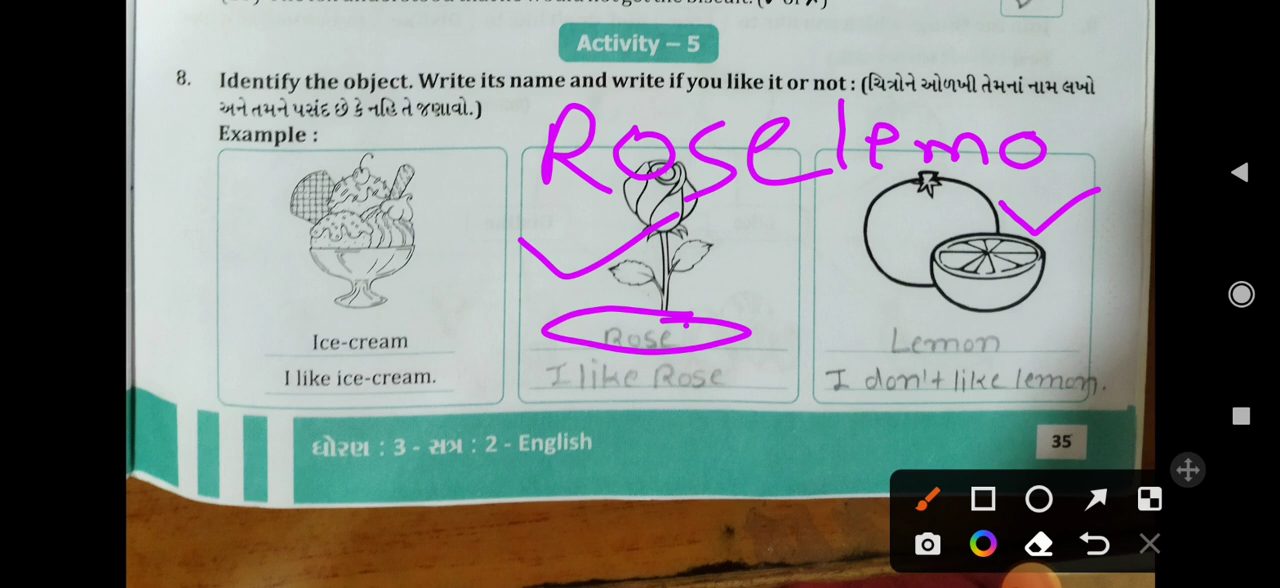 Activity – 5
8. Identify the object. Write its name and write if you like it or not : (ચિત્રોને ઓળખી તેમનાં નામ લખો
અને તમને પસંદ છે કે નહિ તે જણાવો.)
Example :
Rose lemo
Ice-cream
I like ice-cream.
Rose
I like Rose
Lemon
I don't like lemon.
ધોરણ : 3 - સત્ર : 2 - English
35